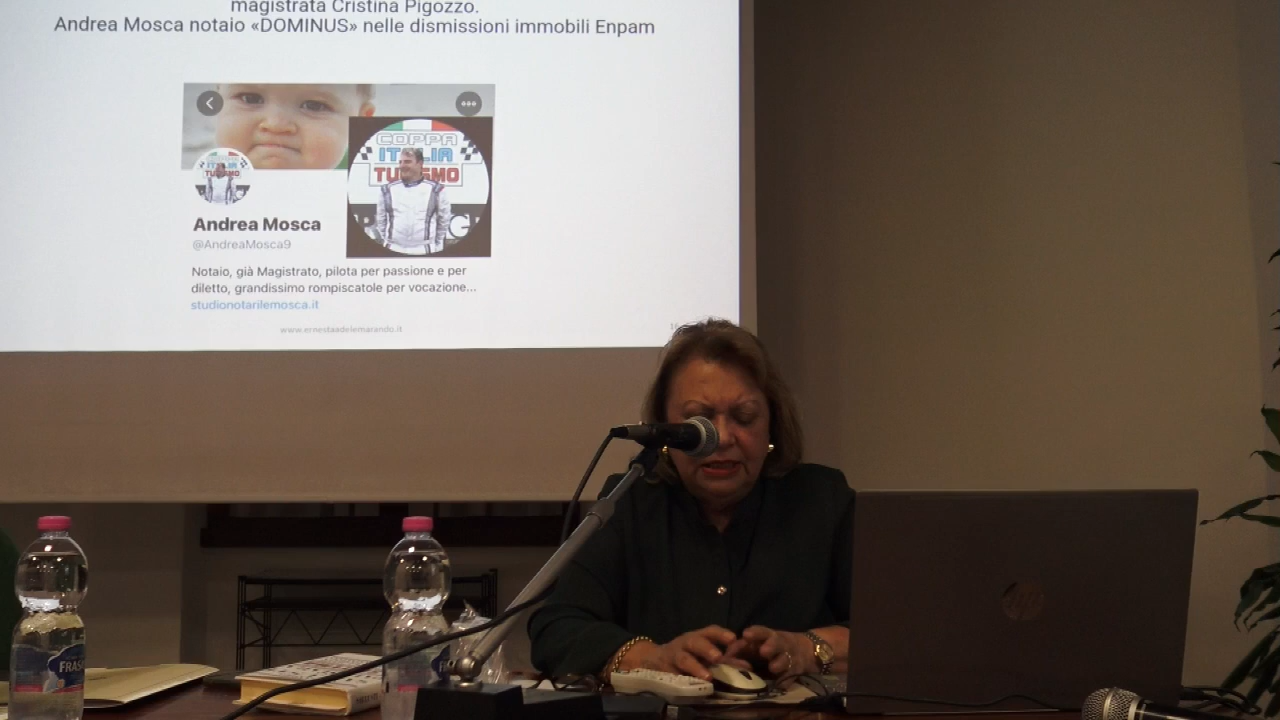 magistrata Cristina Pigozzo.
Andrea Mosca notaio «DOMINUS» nelle dismissioni immobili Enpam
COPPA
ITALIA
TURISMO
Andrea Mosca
@AndreaMosca9
Notaio, già Magistrato, pilota per passione e per
diletto, grandissimo rompiscatole per vocazione...
studionotarilemosca.it
www.ernestaadelemarando.it
hp